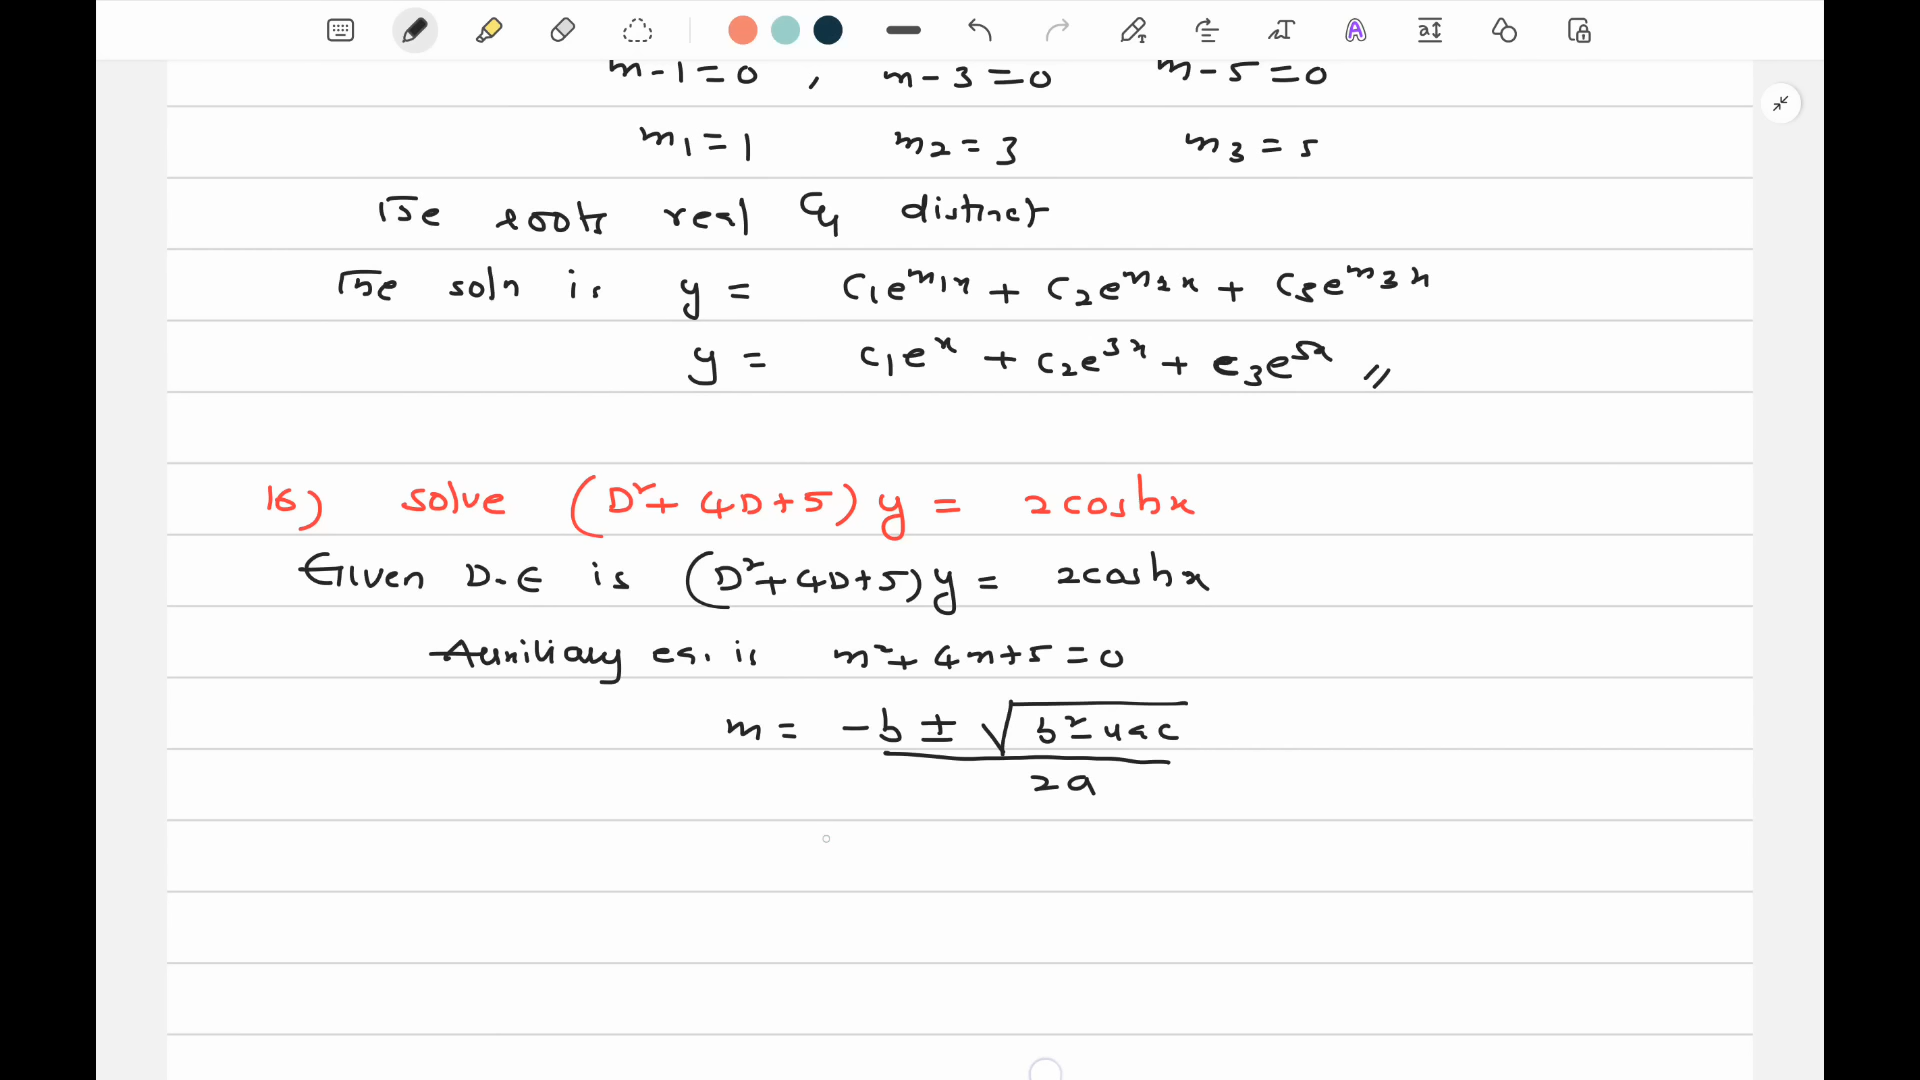 m-1=0 , m-3=0 m-5=0
m₁=1 m₂=3 m₃=5
The roots real & distinct
The soln is y = c₁e^{m₁x} + c₂e^{m₂x} + c₃e^{m₃x}
y = c₁e^x + c₂e^{3x} + e₃e^{5x} //
16) solve (D²+4D+5)y = 2coshx
Given D.E is (D²+4D+5)y = 2coshx
Auxiliary eq. is m²+4m+5=0
m = -b ± √(b²-4ac)
2a